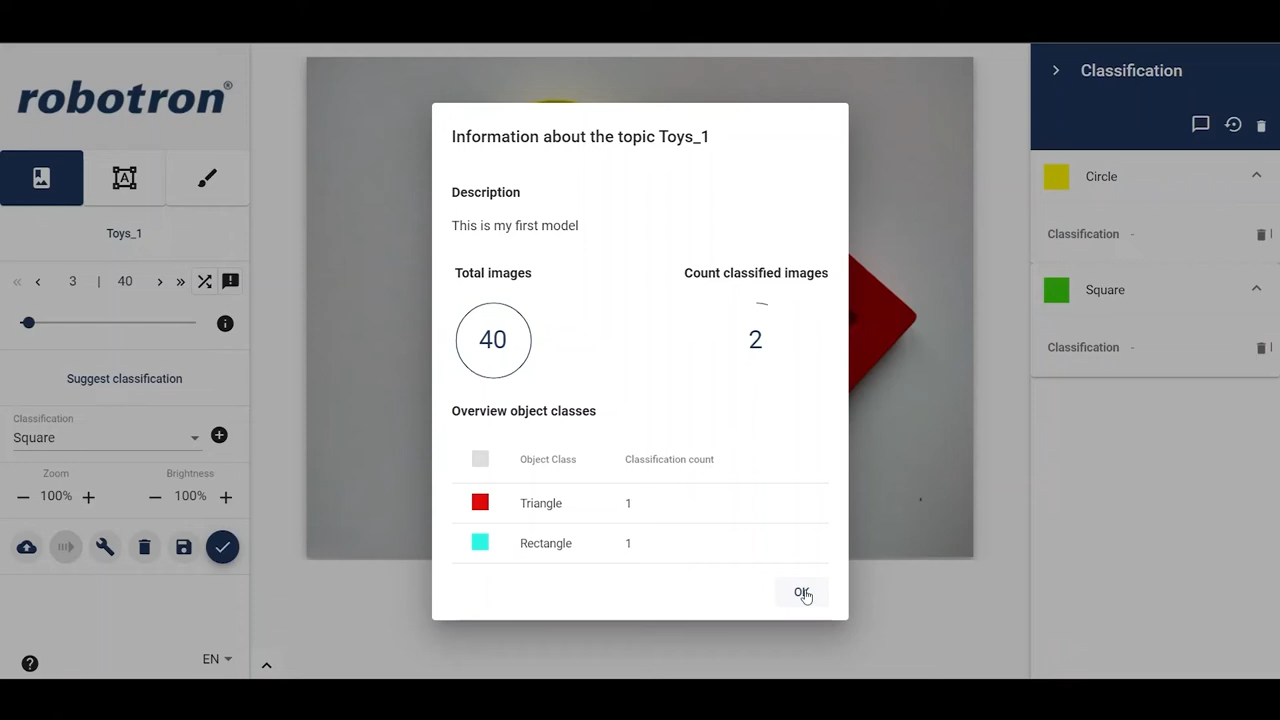 robotron®
Toys_1
3 | 40
Suggest classification
Classification
Square
Zoom
Brightness
100%
100%
EN
Information about the topic Toys_1
Description
This is my first model
Total images
Count classified images
40
2
Overview object classes
Object Class
Classification count
Triangle
1
Rectangle
1
OK
Classification
Circle
Classification -
Square
Classification -